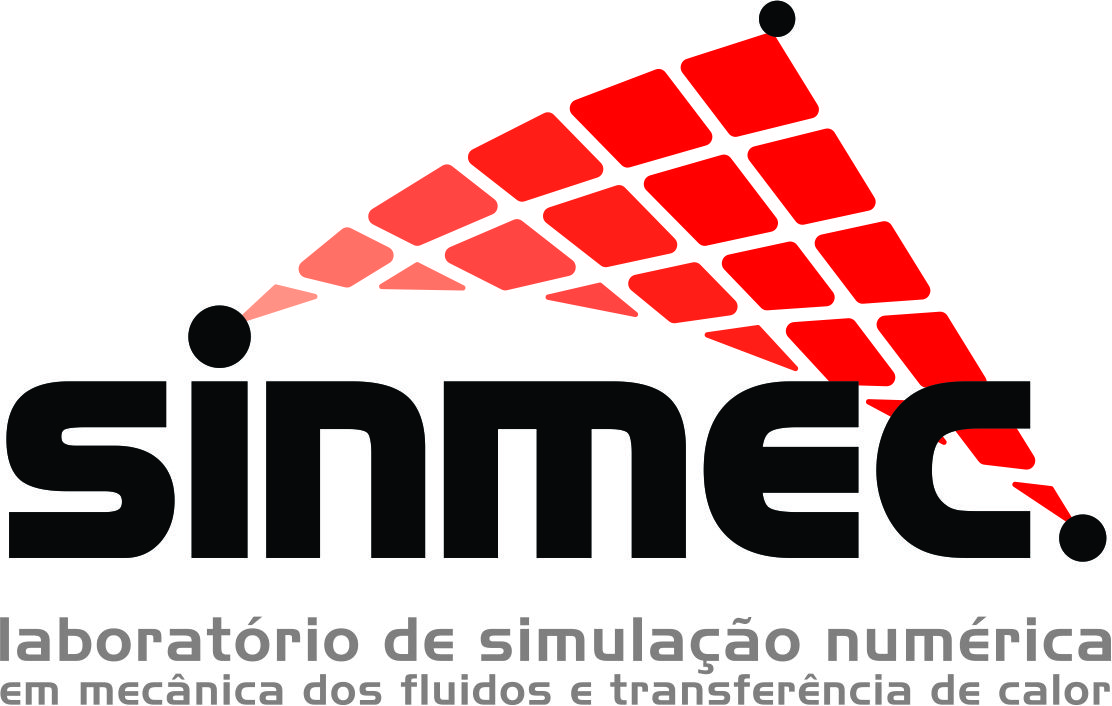 sinmec
laboratório de simulação numérica
em mecânica dos fluidos e transferência de calor